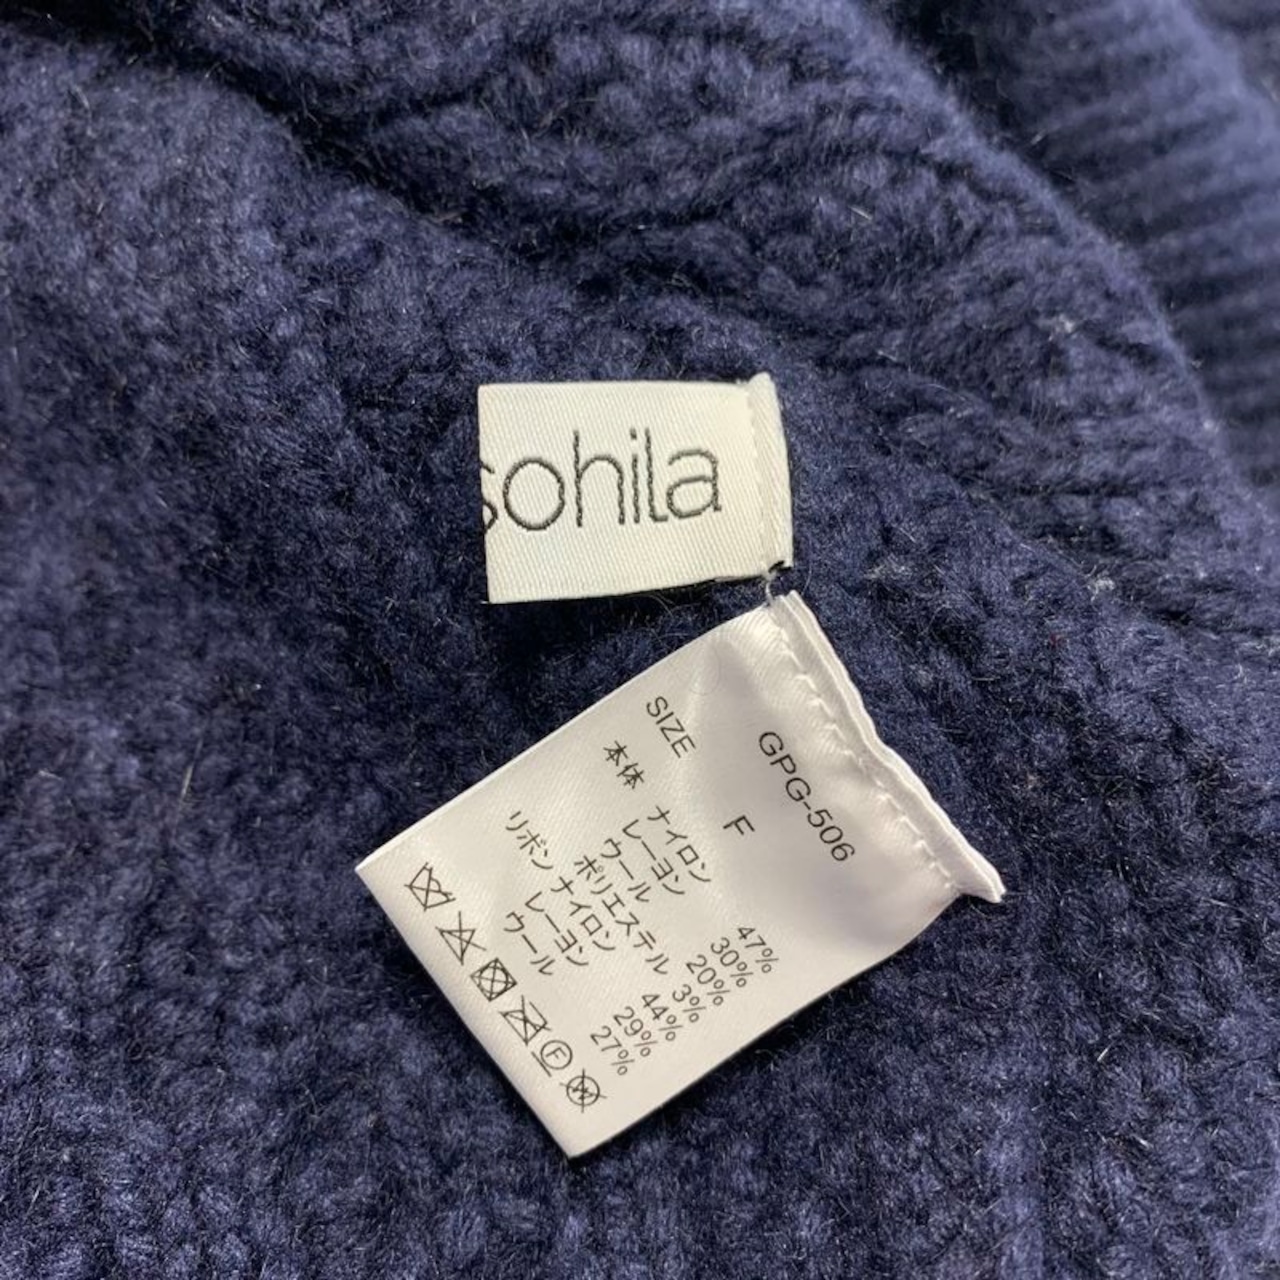 sohila
GPG-506
SIZE F
本体 ナイロン 47%
レーヨン 30%
ウール 20%
ポリエステル 3%
リボン ナイロン 44%
レーヨン 29%
ウール 27%